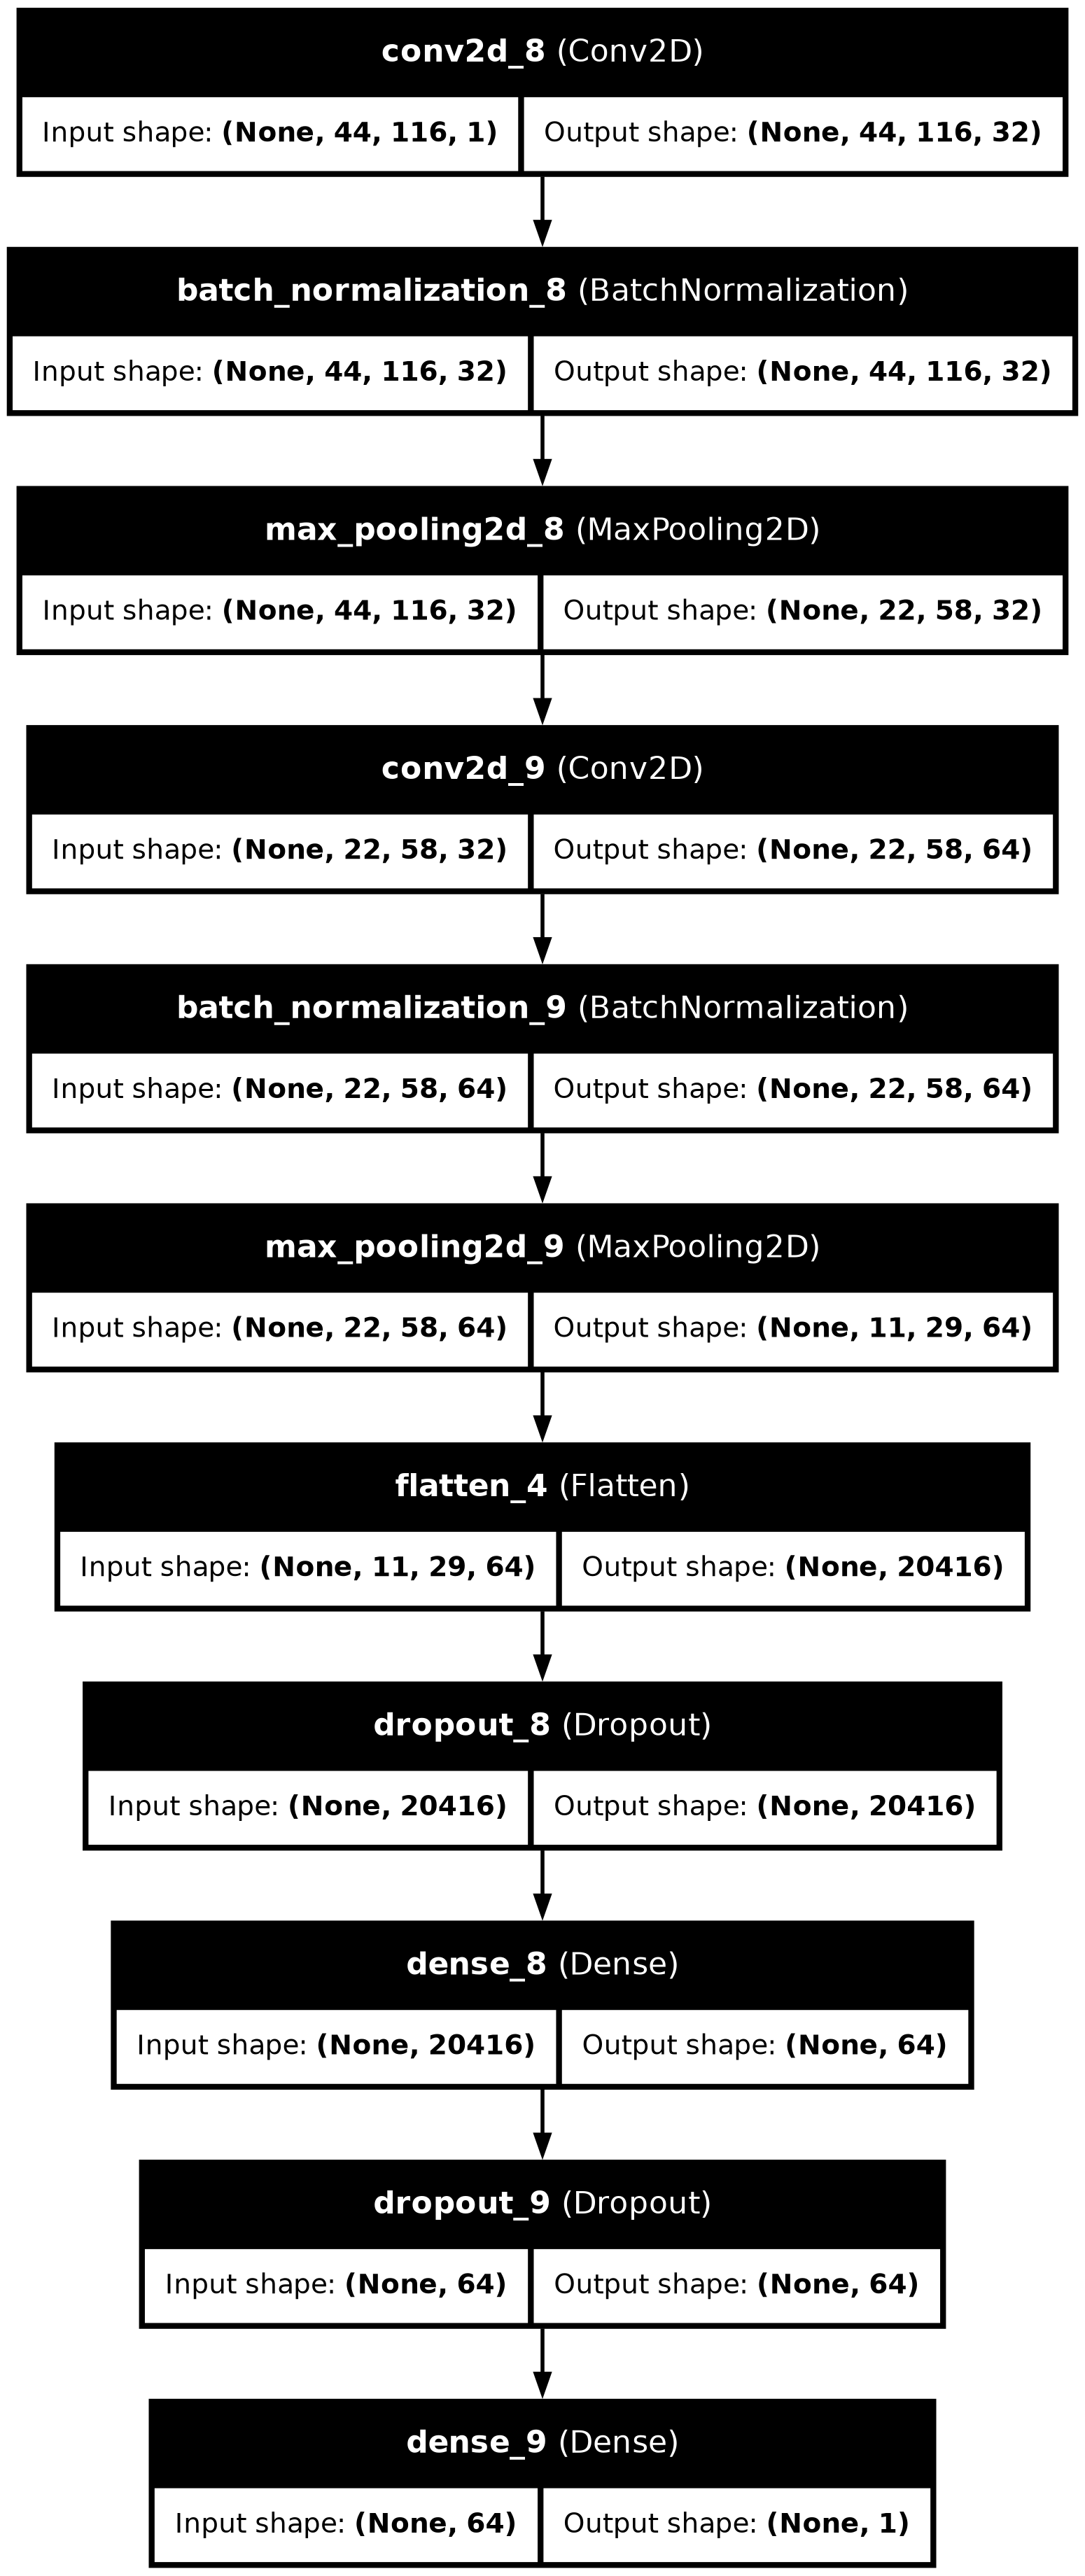 conv2d_8 (Conv2D)
Input shape: (None, 44, 116, 1) Output shape: (None, 44, 116, 32)
batch_normalization_8 (BatchNormalization)
Input shape: (None, 44, 116, 32) Output shape: (None, 44, 116, 32)
max_pooling2d_8 (MaxPooling2D)
Input shape: (None, 44, 116, 32) Output shape: (None, 22, 58, 32)
conv2d_9 (Conv2D)
Input shape: (None, 22, 58, 32) Output shape: (None, 22, 58, 64)
batch_normalization_9 (BatchNormalization)
Input shape: (None, 22, 58, 64) Output shape: (None, 22, 58, 64)
max_pooling2d_9 (MaxPooling2D)
Input shape: (None, 22, 58, 64) Output shape: (None, 11, 29, 64)
flatten_4 (Flatten)
Input shape: (None, 11, 29, 64) Output shape: (None, 20416)
dropout_8 (Dropout)
Input shape: (None, 20416) Output shape: (None, 20416)
dense_8 (Dense)
Input shape: (None, 20416) Output shape: (None, 64)
dropout_9 (Dropout)
Input shape: (None, 64) Output shape: (None, 64)
dense_9 (Dense)
Input shape: (None, 64) Output shape: (None, 1)